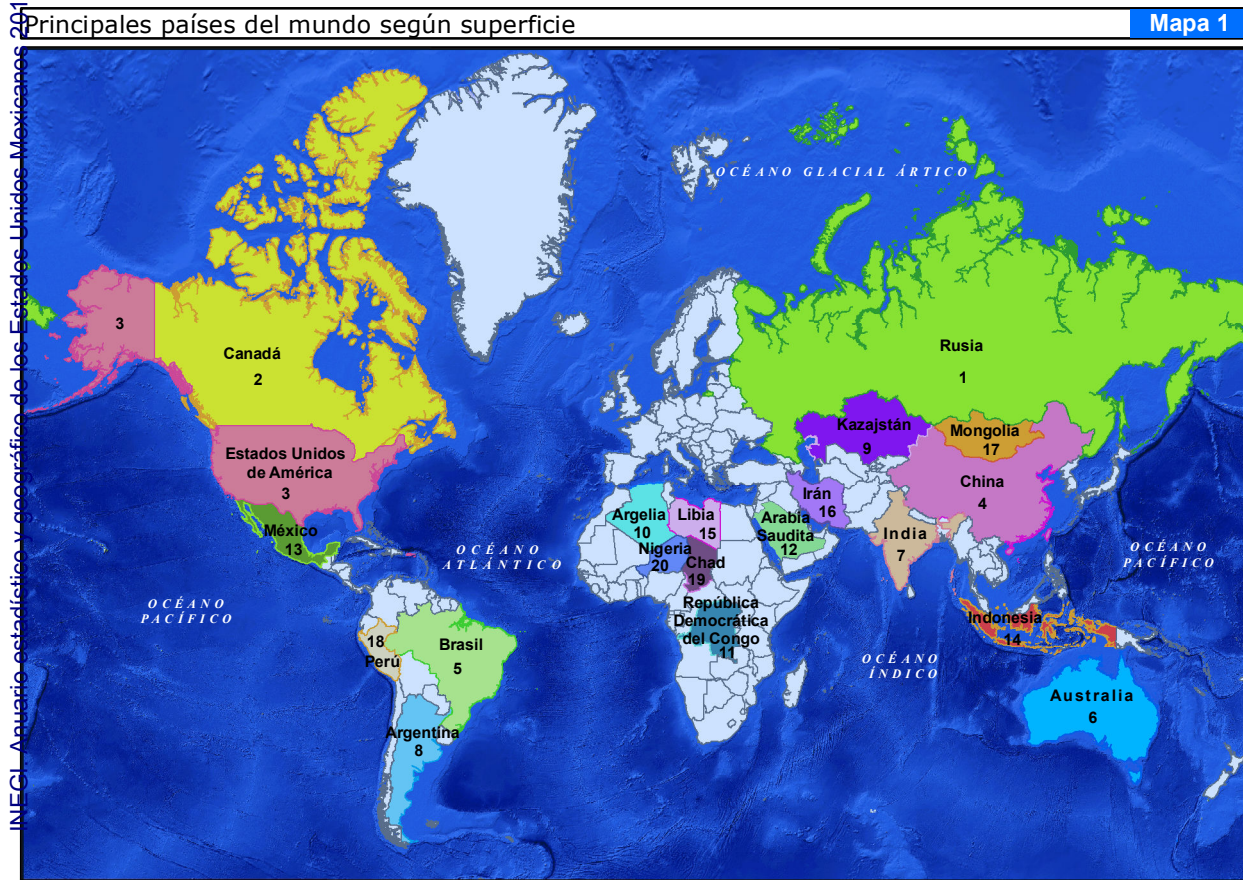 Principales países del mundo según superficie
Mapa 1
INEGI. Anuario estadístico y geográfico de los Estados Unidos Mexicanos 201
OCÉANO GLACIAL ÁRTICO
3
Canadá
2
Rusia
1
Estados Unidos
de América
3
Kazajstán
9
Mongolia
17
China
4
México
13
Argelia
10
Libia
15
Irán
16
Arabia
Saudita
12
India
7
Nigeria
20
Chad
19
OCÉANO
ATLÁNTICO
OCÉANO
PACÍFICO
OCÉANO
PACÍFICO
República
Democrática
del Congo
11
Indonesia
14
18
Perú
Brasil
5
OCÉANO
ÍNDICO
Australia
6
Argentina
8